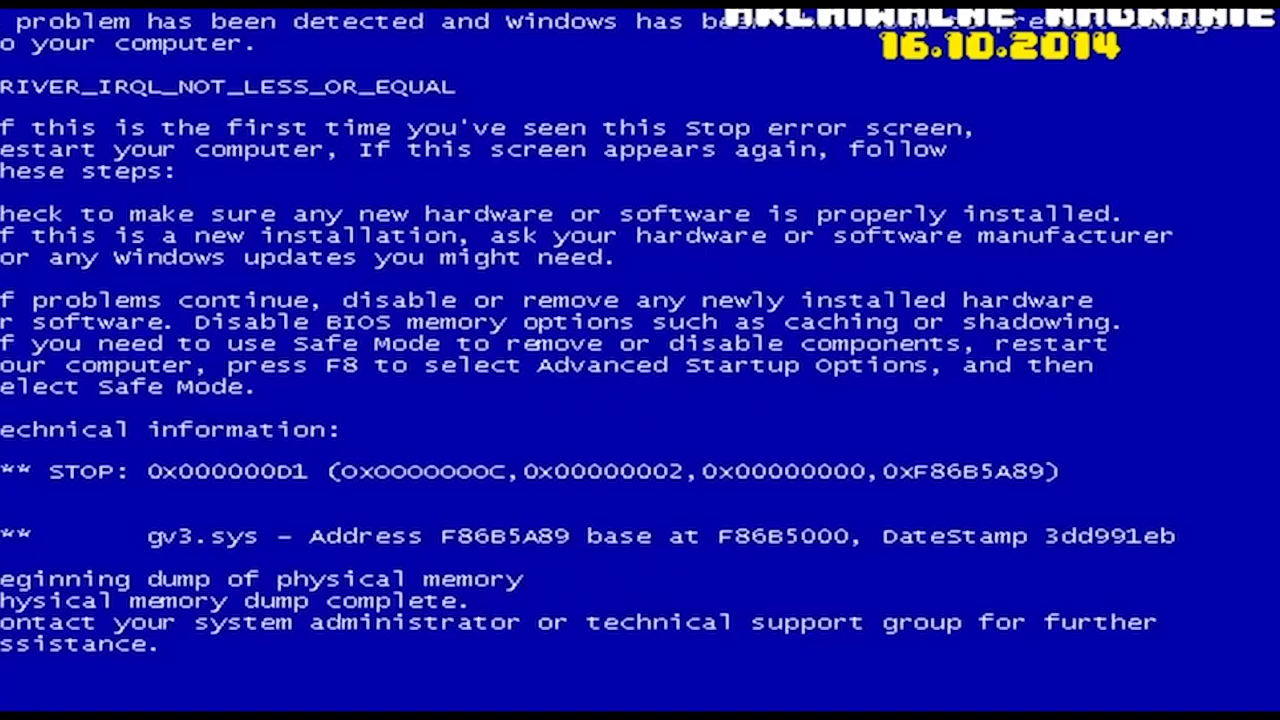 problem has been detected and Windows has been
ARCHIWALNE NAGRANIE
o your computer.
16.10.2014
RIVER_IRQL_NOT_LESS_OR_EQUAL
f this is the first time you've seen this Stop error screen,
estart your computer, If this screen appears again, follow
hese steps:
heck to make sure any new hardware or software is properly installed.
f this is a new installation, ask your hardware or software manufacturer
or any Windows updates you might need.
f problems continue, disable or remove any newly installed hardware
r software. Disable BIOS memory options such as caching or shadowing.
f you need to use Safe Mode to remove or disable components, restart
our computer, press F8 to select Advanced Startup Options, and then
elect Safe Mode.
echnical information:
** STOP: 0x000000D1 (0x0000000C,0x00000002,0x00000000,0xF86B5A89)
** gv3.sys - Address F86B5A89 base at F86B5000, DateStamp 3dd991eb
eginning dump of physical memory
hysical memory dump complete.
ontact your system administrator or technical support group for further
ssistance.